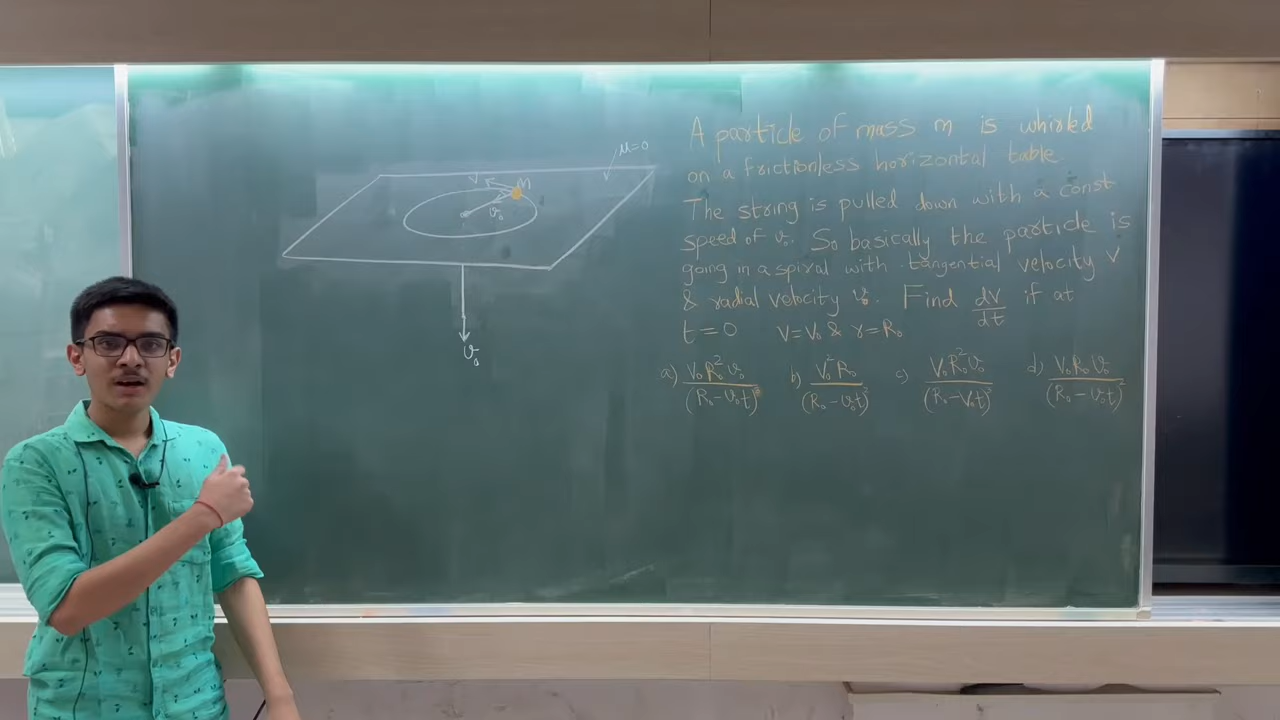 μ=0
V
m
v₀
v₀
A particle of mass m is whirled
on a frictionless horizontal table.
The string is pulled down with a const
speed of v₀. So basically the particle is
going in a spiral with tangential velocity V
& radial velocity v₀. Find dV/dt if at
t=0 V=V₀ & r=R₀
a) V₀R₀²v₀/(R₀-v₀t)² b) V₀²R₀/(R₀-v₀t)² c) V₀R₀²v₀/(R₀-V₀t)² d) V₀R₀v₀/(R₀-v₀t)²